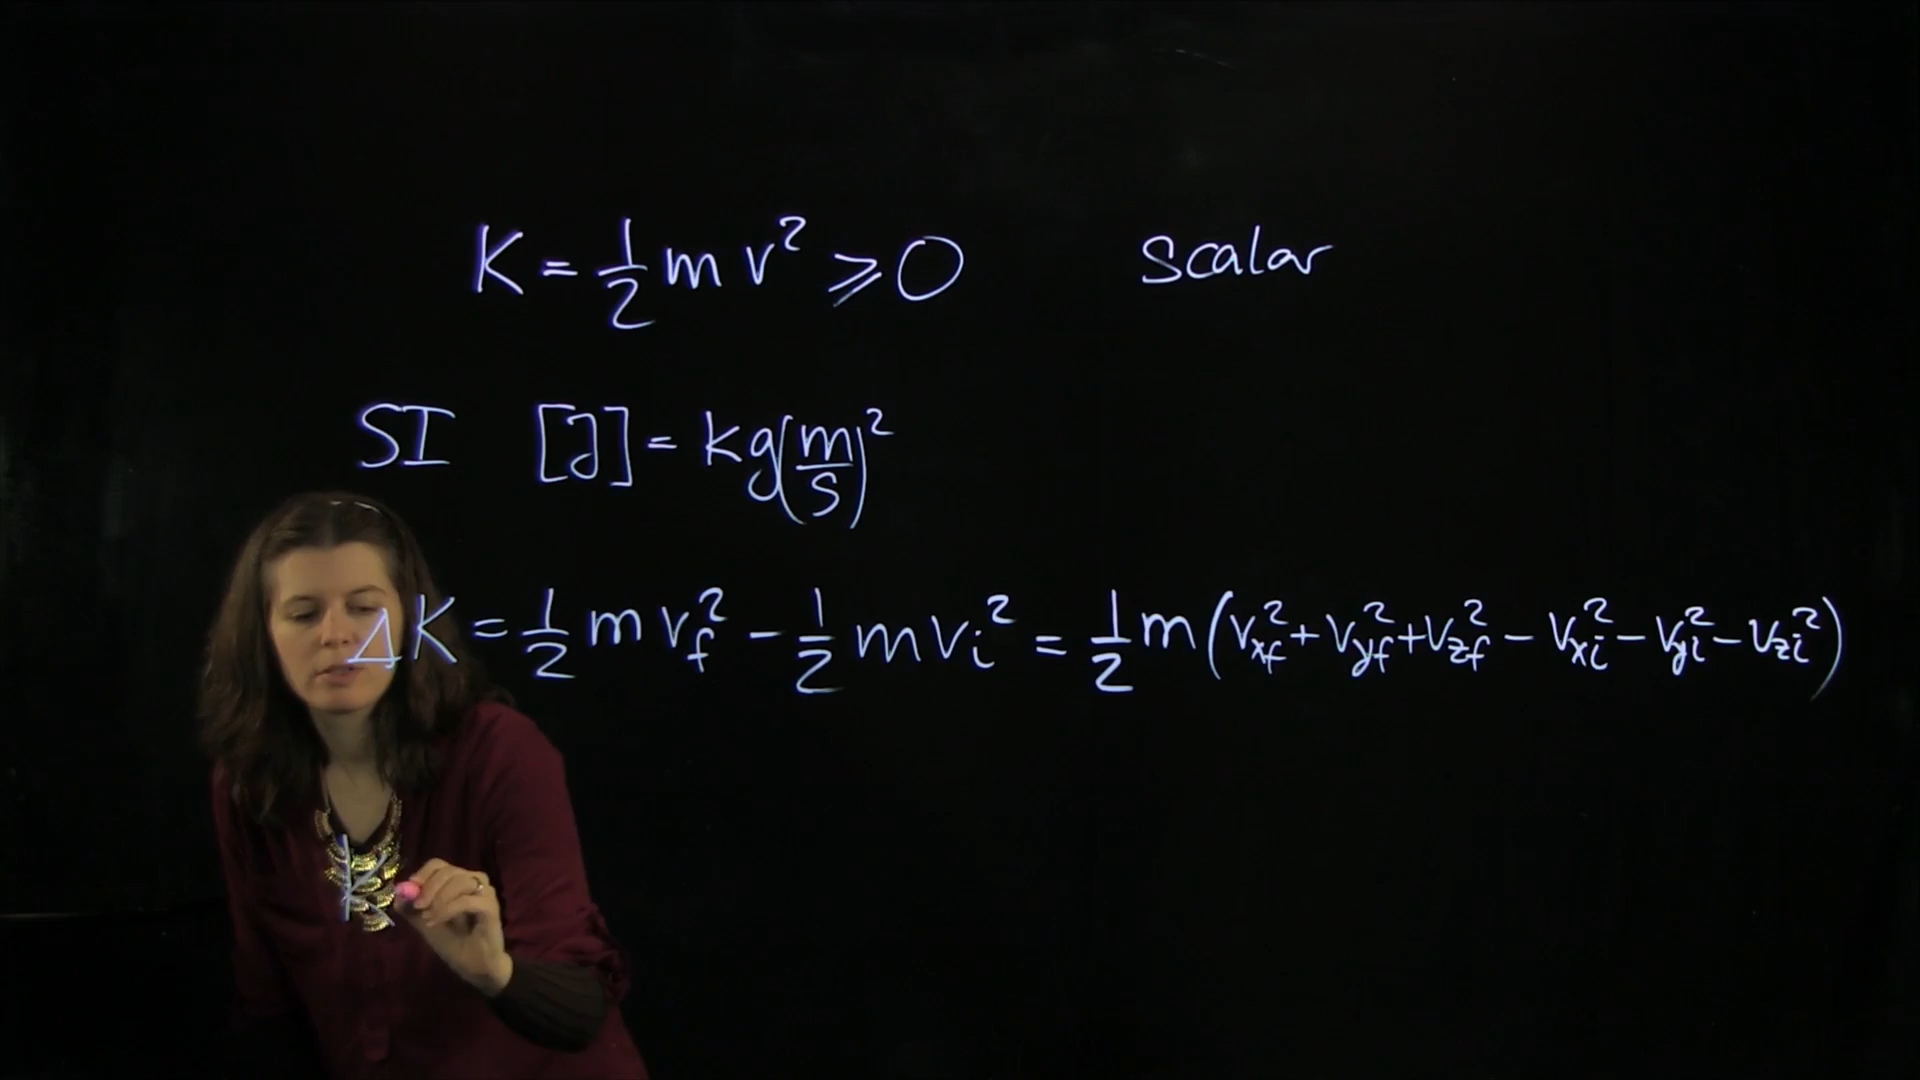 K = 1/2 m v² ⩾ 0 scalar
SI [J] = kg(m/s)²
ΔK = 1/2 m v_f² - 1/2 m v_i² = 1/2 m (v_xf² + v_yf² + v_zf² - v_xi² - v_yi² - v_zi²)
K